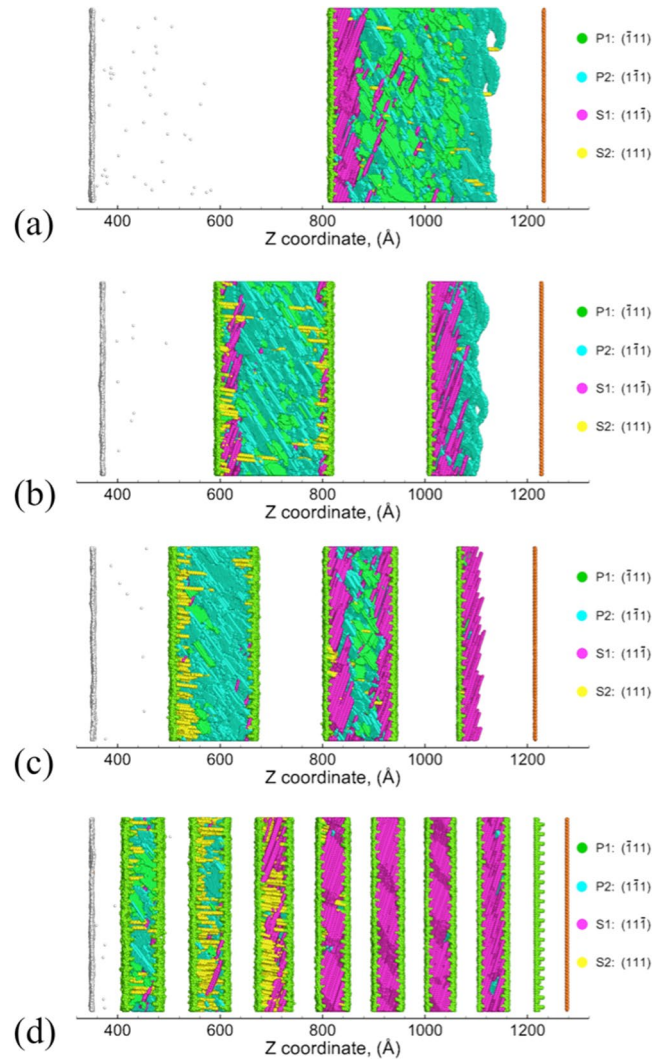 P1: (1̄11)
P2: (11̄1)
S1: (111̄)
S2: (111)
400 600 800 1000 1200
(a) Z coordinate, (Å)
P1: (1̄11)
P2: (11̄1)
S1: (111̄)
S2: (111)
400 600 800 1000 1200
(b) Z coordinate, (Å)
P1: (1̄11)
P2: (11̄1)
S1: (111̄)
S2: (111)
400 600 800 1000 1200
(c) Z coordinate, (Å)
P1: (1̄11)
P2: (11̄1)
S1: (111̄)
S2: (111)
400 600 800 1000 1200
(d) Z coordinate, (Å)